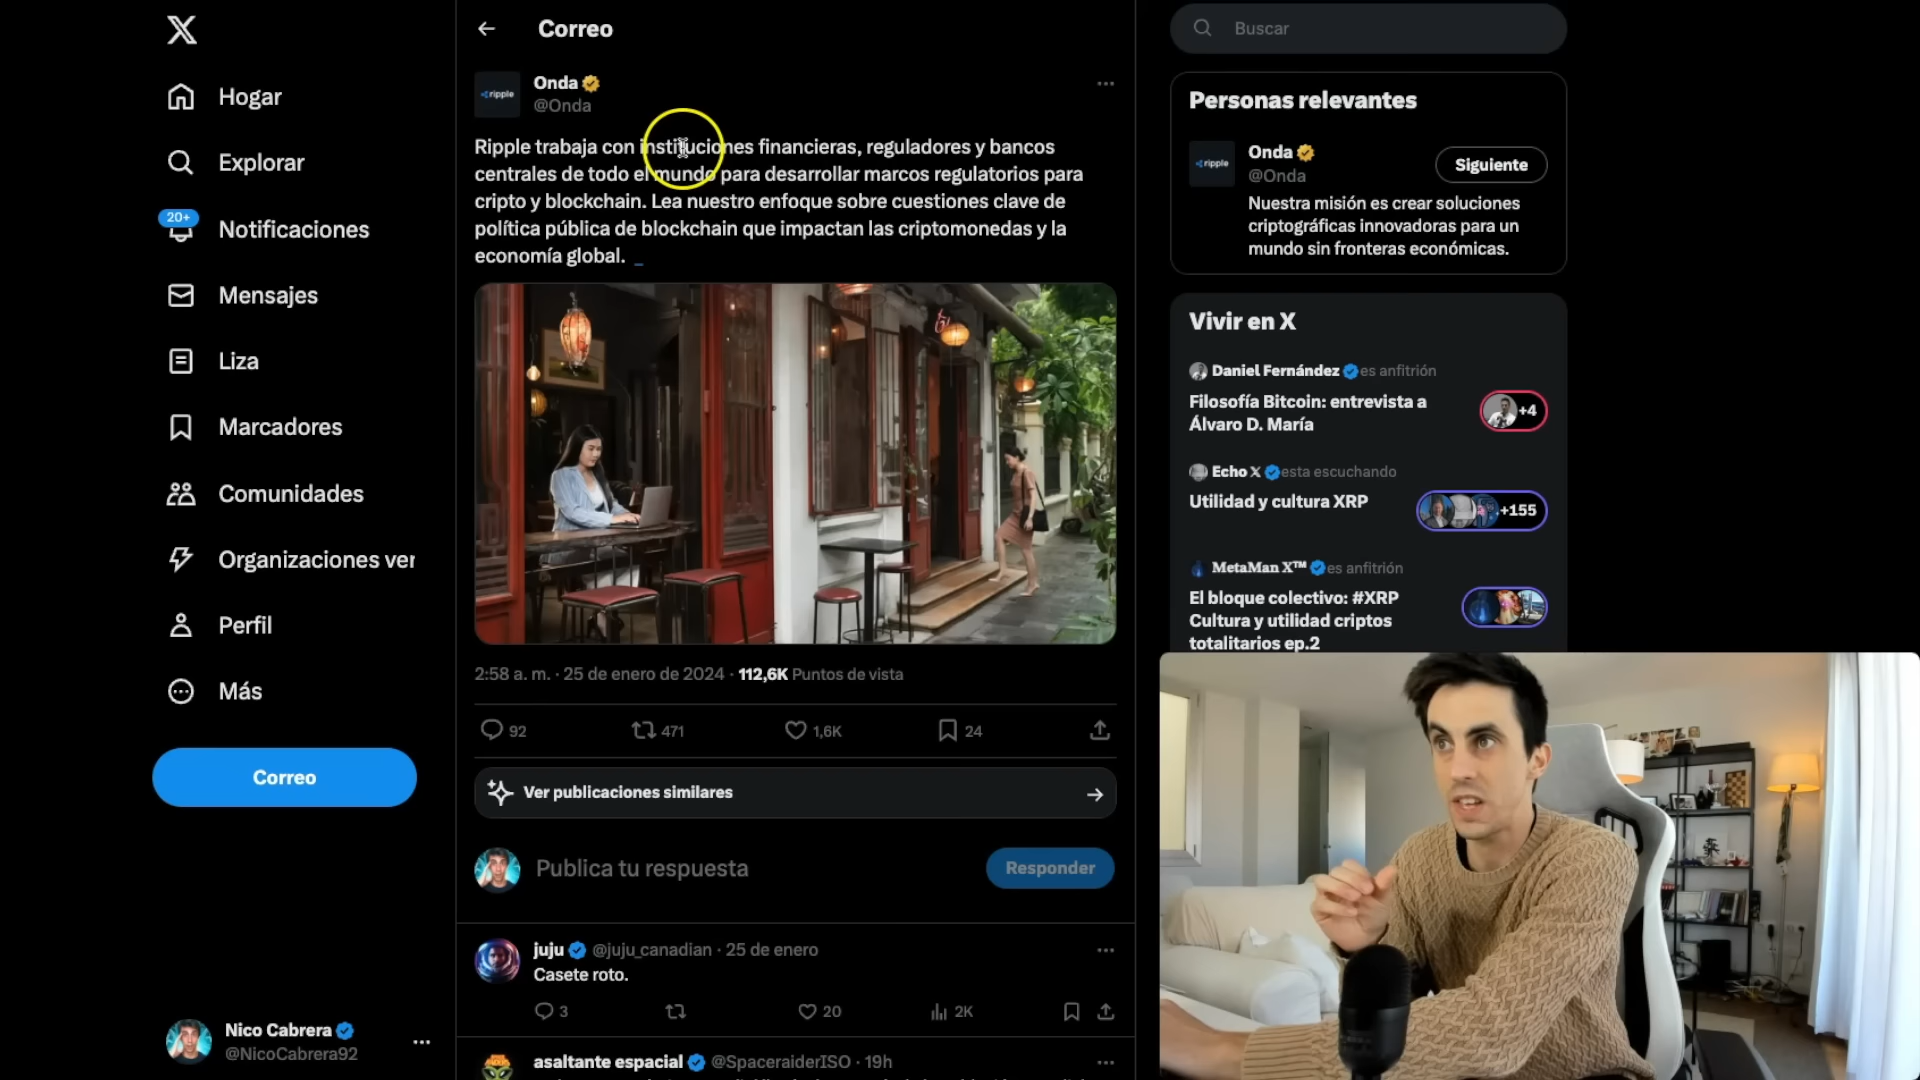 Correo
Onda
@Onda
ripple
Ripple trabaja con instituciones financieras, reguladores y bancos
centrales de todo el mundo para desarrollar marcos regulatorios para
cripto y blockchain. Lea nuestro enfoque sobre cuestiones clave de
política pública de blockchain que impactan las criptomonedas y la
economía global.
2:58 a. m. · 25 de enero de 2024 · 112,6K Puntos de vista
92
471
1,6K
24
Ver publicaciones similares
Publica tu respuesta
Responder
juju @juju_canadian · 25 de enero
Casete roto.
3
20
2K
asaltante espacial @SpaceraiderISO · 19h
X
Hogar
Explorar
20+
Notificaciones
Mensajes
Liza
Marcadores
Comunidades
Organizaciones ver
Perfil
Más
Correo
Nico Cabrera
@NicoCabrera92
Buscar
Personas relevantes
ripple
Onda
@Onda
Siguiente
Nuestra misión es crear soluciones
criptográficas innovadoras para un
mundo sin fronteras económicas.
Vivir en X
Daniel Fernández es anfitrión
Filosofía Bitcoin: entrevista a
Álvaro D. María
+4
Echo X esta escuchando
Utilidad y cultura XRP
+155
MetaMan X™ es anfitrión
El bloque colectivo: #XRP
Cultura y utilidad criptos
totalitarios ep.2